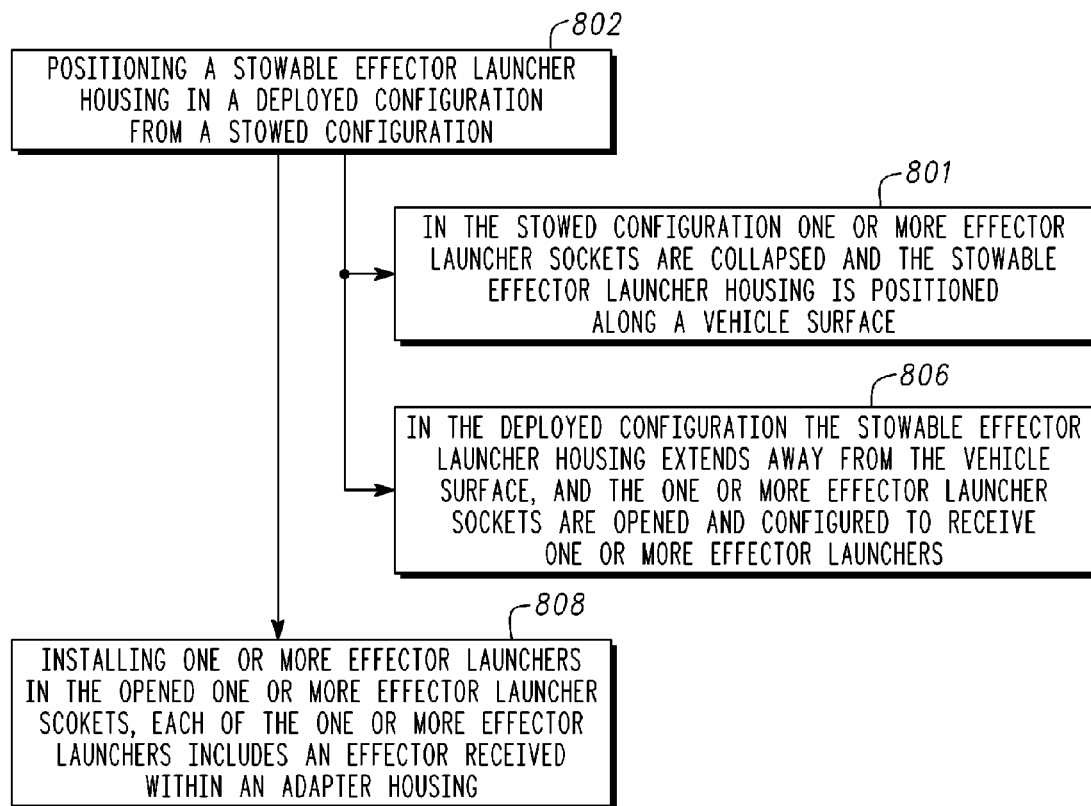 802
POSITIONING A STOWABLE EFFECTOR LAUNCHER
HOUSING IN A DEPLOYED CONFIGURATION
FROM A STOWED CONFIGURATION
801
IN THE STOWED CONFIGURATION ONE OR MORE EFFECTOR
LAUNCHER SOCKETS ARE COLLAPSED AND THE STOWABLE
EFFECTOR LAUNCHER HOUSING IS POSITIONED
ALONG A VEHICLE SURFACE
806
IN THE DEPLOYED CONFIGURATION THE STOWABLE EFFECTOR
LAUNCHER HOUSING EXTENDS AWAY FROM THE VEHICLE
SURFACE, AND THE ONE OR MORE EFFECTOR LAUNCHER
SOCKETS ARE OPENED AND CONFIGURED TO RECEIVE
ONE OR MORE EFFECTOR LAUNCHERS
808
INSTALLING ONE OR MORE EFFECTOR LAUNCHERS
IN THE OPENED ONE OR MORE EFFECTOR LAUNCHER
SCOKETS, EACH OF THE ONE OR MORE EFFECTOR
LAUNCHERS INCLUDES AN EFFECTOR RECEIVED
WITHIN AN ADAPTER HOUSING